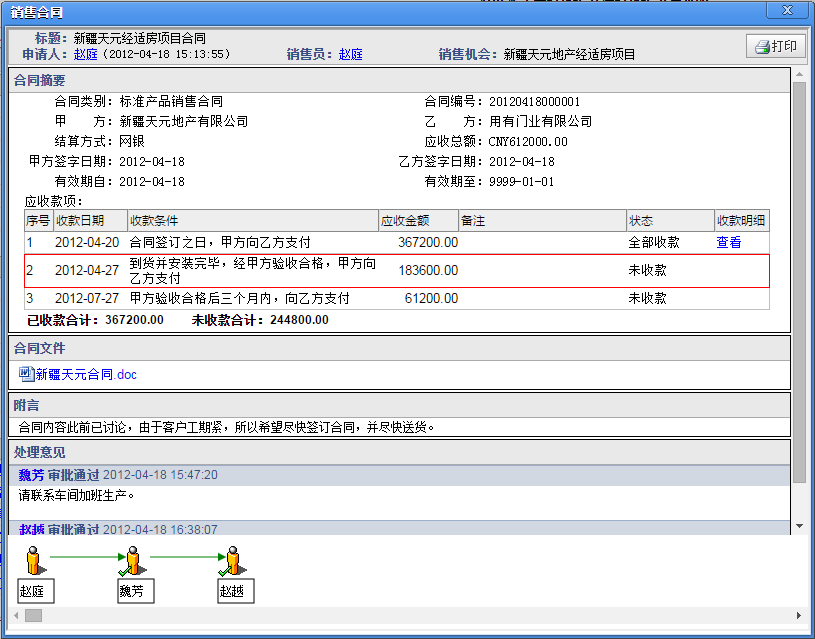 销售合同
标题：新疆天元经适房项目合同
申请人：赵庭（2012-04-18 15:13:55） 销售员：赵庭 销售机会：新疆天元地产经适房项目
打印
合同摘要
合同类别：标准产品销售合同 合同编号：20120418000001
甲 方：新疆天元地产有限公司 乙 方：用有门业有限公司
结算方式：网银 应收总额：CNY612000.00
甲方签字日期：2012-04-18 乙方签字日期：2012-04-18
有效期自：2012-04-18 有效期至：9999-01-01
应收款项：
序号 收款日期 收款条件 应收金额 备注 状态 收款明细
1 2012-04-20 合同签订之日，甲方向乙方支付 367200.00 全部收款 查看
2 2012-04-27 到货并安装完毕，经甲方验收合格，甲方向 183600.00 未收款
乙方支付
3 2012-07-27 甲方验收合格后三个月内，向乙方支付 61200.00 未收款
已收款合计：367200.00 未收款合计：244800.00
合同文件
新疆天元合同.doc
附言
合同内容此前已讨论，由于客户工期紧，所以希望尽快签订合同，并尽快送货。
处理意见
魏芳 审批通过 2012-04-18 15:47:20
请联系车间加班生产。
赵越 审批通过 2012-04-18 16:38:07
赵庭 魏芳 赵越